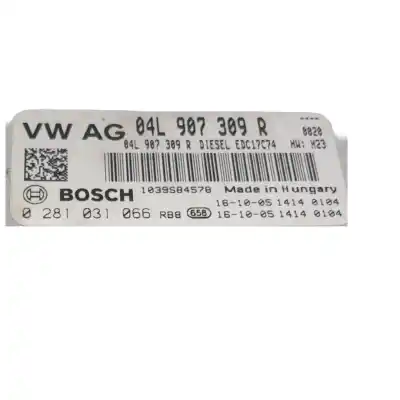 VW AG 04L 907 309 R ----
04L 907 309 R DIESEL EDC17C74 HW: H23
0020
BOSCH 1039S84578 Made in Hungary
0 281 031 066 RBB 658 16-10-05 1414 0104
16-10-05 1414 0104